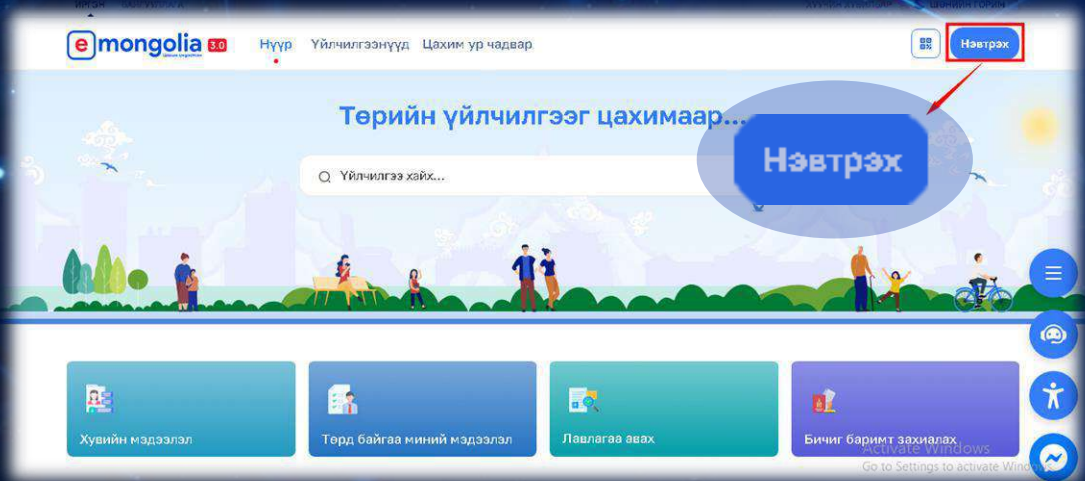 e mongolia 3.0
Нүүр Үйлчилгээнүүд Цахим ур чадвар
Нэвтрэх
Төрийн үйлчилгээг цахимаар...
Нэвтрэх
Үйлчилгээ хайх...
Хувийн мэдээлэл
Төрд байгаа миний мэдээлэл
Лавлагаа авах
Бичиг баримт захиалах
Activate Windows
Go to Settings to activate Windows